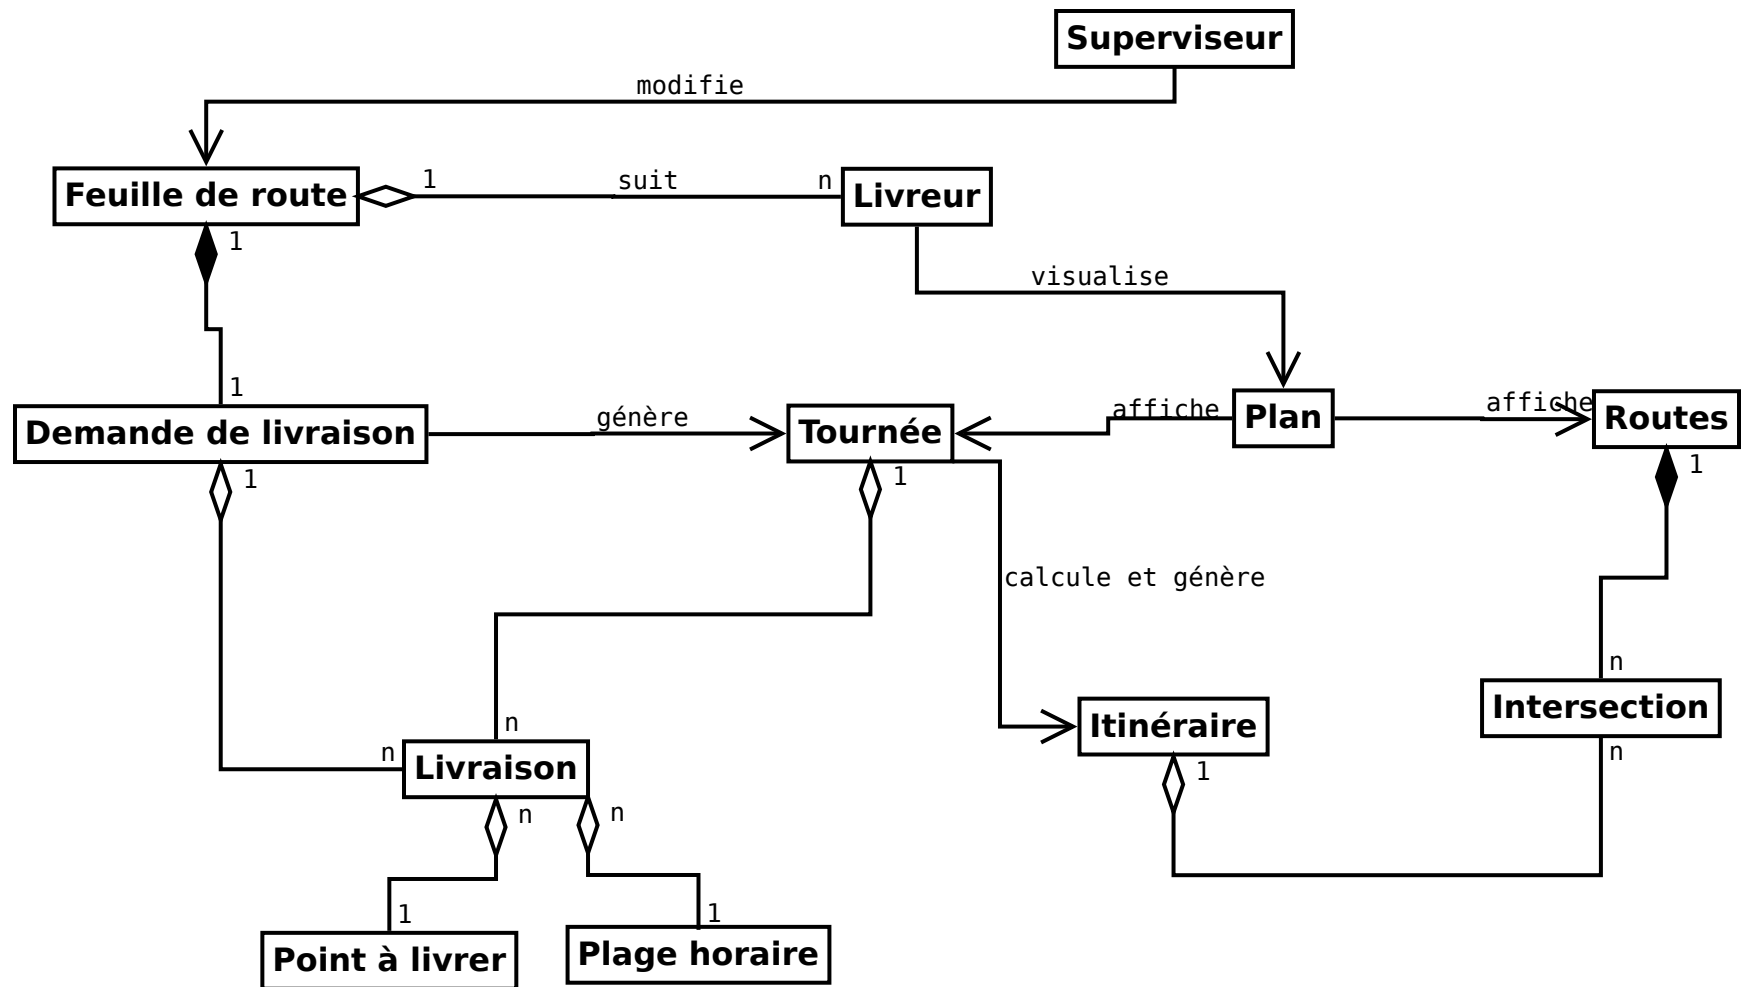 Superviseur
modifie
Feuille de route
1
suit
n
Livreur
1
visualise
1
Demande de livraison
génère
Tournée
affiche
Plan
affiche
Routes
1
1
1
calcule et génère
n
Intersection
n
n
n
Livraison
Itinéraire
1
n
n
1
1
Point à livrer
Plage horaire